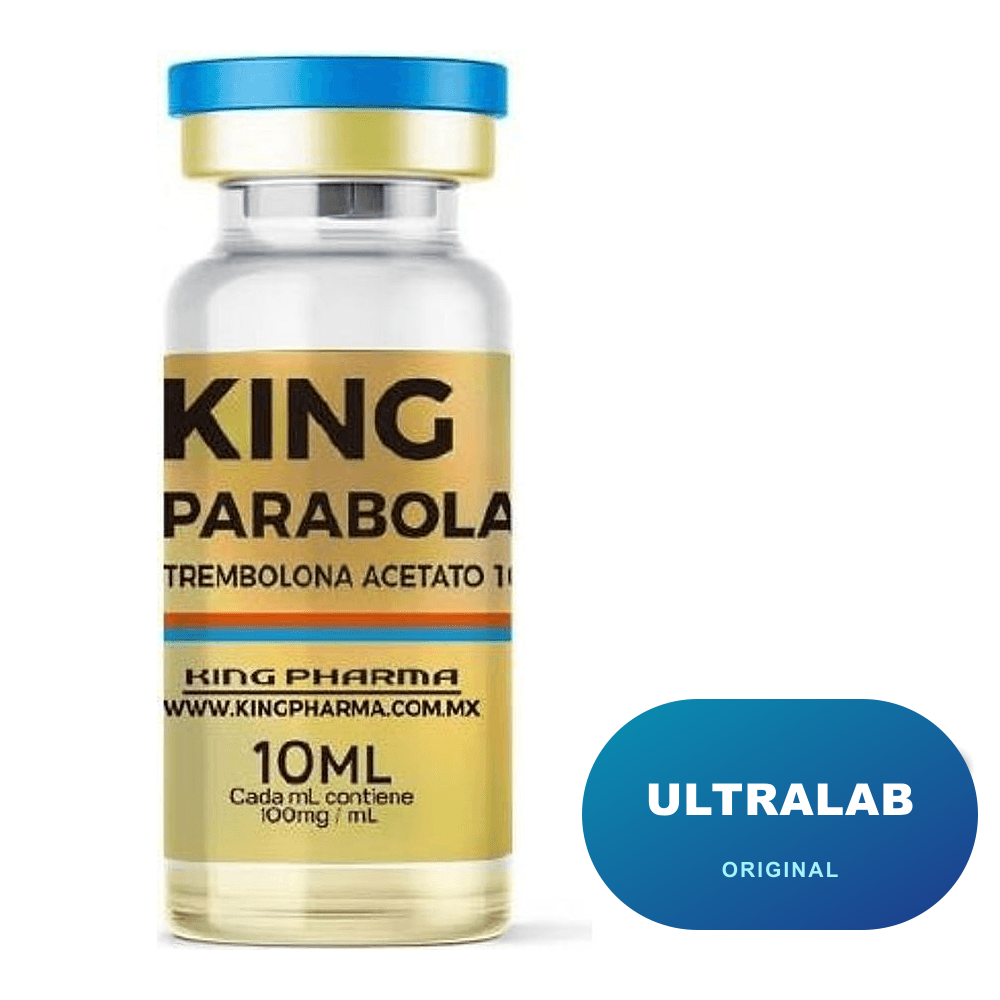 KING
PARABOLA
TREMBOLONA ACETATO
KING PHARMA
WWW.KINGPHARMA.COM.MX
10ML
Cada mL contiene
100mg / mL
ULTRALAB
ORIGINAL